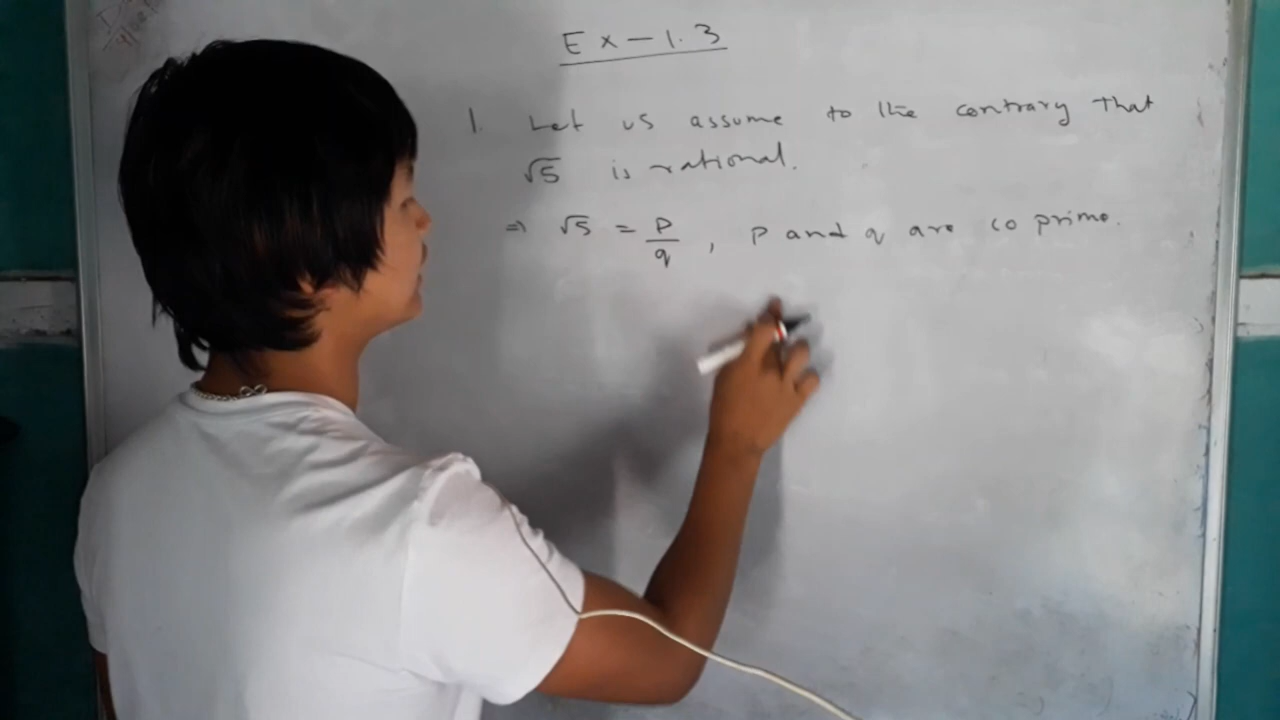 Ex-1.3
1. Let us assume to the contrary that
√5 is rational.
⇒ √5 = p/q, p and q are co prime.